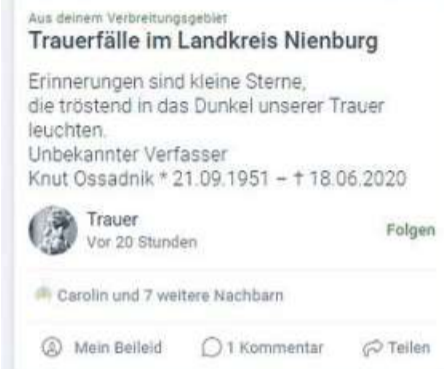 Aus deinem Verbreitungsgebiet
Trauerfälle im Landkreis Nienburg
Erinnerungen sind kleine Sterne,
die tröstend in das Dunkel unserer Trauer
leuchten.
Unbekannter Verfasser
Knut Ossadnik * 21.09.1951 – † 18.06.2020
Trauer
Vor 20 Stunden
Folgen
Carolin und 7 weitere Nachbarn
Mein Beileid 1 Kommentar Teilen